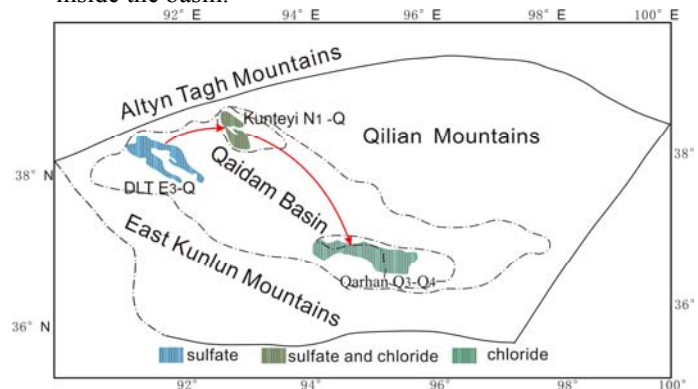 inside the basin.
92° E 94° E 96° E 98° E 100° E
Altyn Tagh Mountains
Kunteyi N1 -Q
Qilian Mountains
38° N
38°
DLT E3-Q
Qaidam Basin
East Kunlun Mountains
Qarhan Q3-Q4
36° N
36°
sulfate sulfate and chloride chloride
92° E 94° 96° 98° 100°